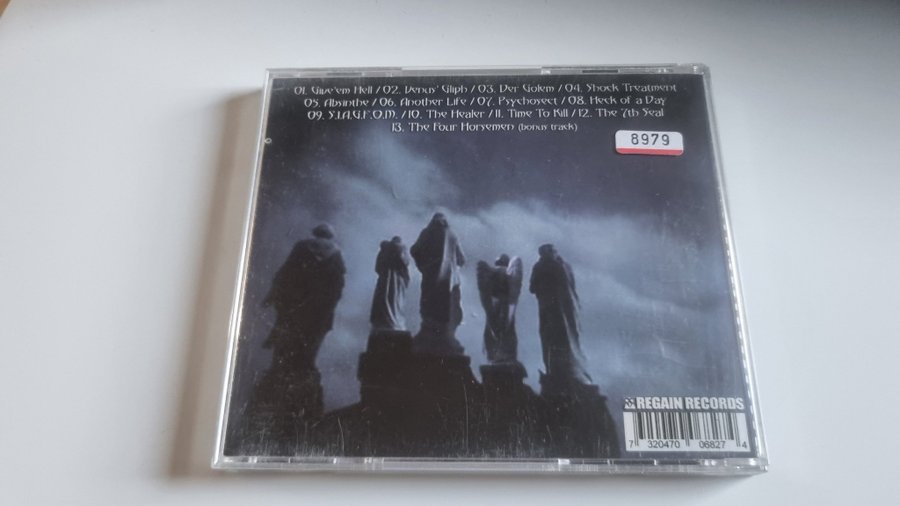 01. Give'em Hell / 02. Venus' Gliph / 03. Der Golem / 04. Shock Treatment
05. Absinthe / 06. Another Life / 07. Psychosect / 08. Heck of a Day
09. S.I.A.G.F.O.M. / 10. The Healer / 11. Time To Kill / 12. The 7th Seal
13. The Four Horsemen (bonus track)
8979
REGAIN RECORDS
7 320470 06827 4